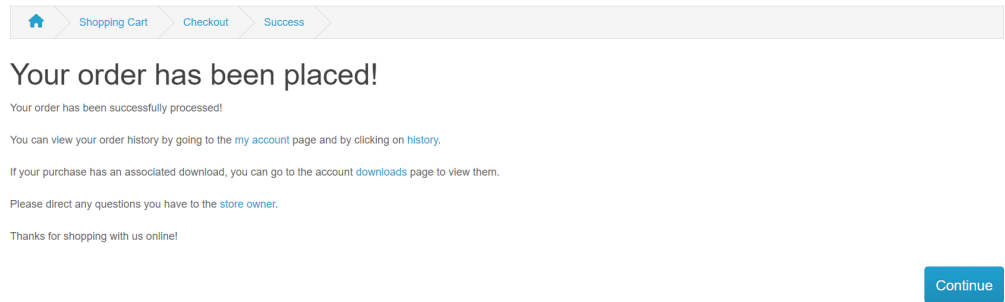 Shopping Cart Checkout Success
Your order has been placed!
Your order has been successfully processed!
You can view your order history by going to the my account page and by clicking on history.
If your purchase has an associated download, you can go to the account downloads page to view them.
Please direct any questions you have to the store owner.
Thanks for shopping with us online!
Continue